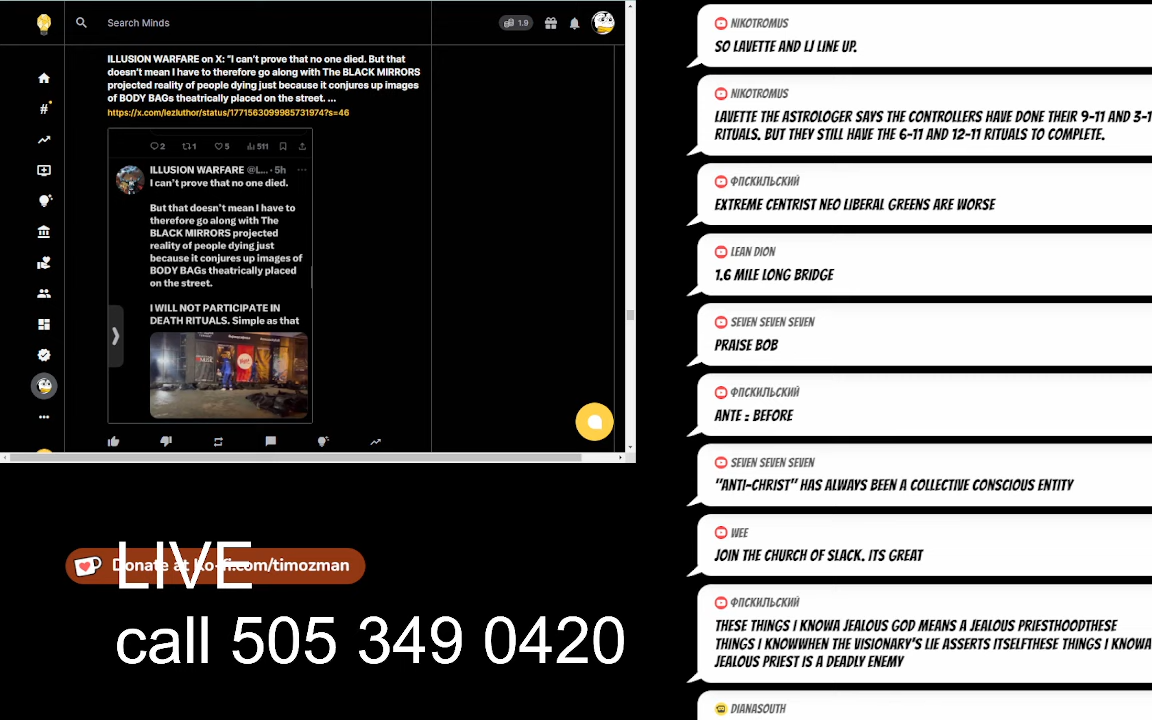 Search Minds
1.9
ILLUSION WARFARE on X: "I can't prove that no one died. But that
doesn't mean I have to therefore go along with The BLACK MIRRORS
projected reality of people dying just because it conjures up images
of BODY BAGs theatrically placed on the street. ...
https://x.com/lezluthor/status/1771563099985731974?s=46
2 1 5 511
ILLUSION WARFARE @L... · 5h
I can't prove that no one died.
But that doesn't mean I have to
therefore go along with The
BLACK MIRRORS projected
reality of people dying just
because it conjures up images of
BODY BAGs theatrically placed
on the street.
I WILL NOT PARTICIPATE IN
DEATH RITUALS. Simple as that
LIVE
Donate at ko-fi.com/timozman
call 505 349 0420
NIKOTROMUS
SO LAVETTE AND LJ LINE UP.
NIKOTROMUS
LAVETTE THE ASTROLOGER SAYS THE CONTROLLERS HAVE DONE THEIR 9-11 AND 3-1
RITUALS. BUT THEY STILL HAVE THE 6-11 AND 12-11 RITUALS TO COMPLETE.
ФПСКИЛЬСКИЙ
EXTREME CENTRIST NEO LIBERAL GREENS ARE WORSE
LEAN DION
1.6 MILE LONG BRIDGE
SEVEN SEVEN SEVEN
PRAISE BOB
ФПСКИЛЬСКИЙ
ANTE = BEFORE
SEVEN SEVEN SEVEN
"ANTI-CHRIST" HAS ALWAYS BEEN A COLLECTIVE CONSCIOUS ENTITY
WEE
JOIN THE CHURCH OF SLACK. ITS GREAT
ФПСКИЛЬСКИЙ
THESE THINGS I KNOWA JEALOUS GOD MEANS A JEALOUS PRIESTHOODTHESE
THINGS I KNOWWHEN THE VISIONARY'S LIE ASSERTS ITSELFTHESE THINGS I KNOWA
JEALOUS PRIEST IS A DEADLY ENEMY
DIANASOUTH